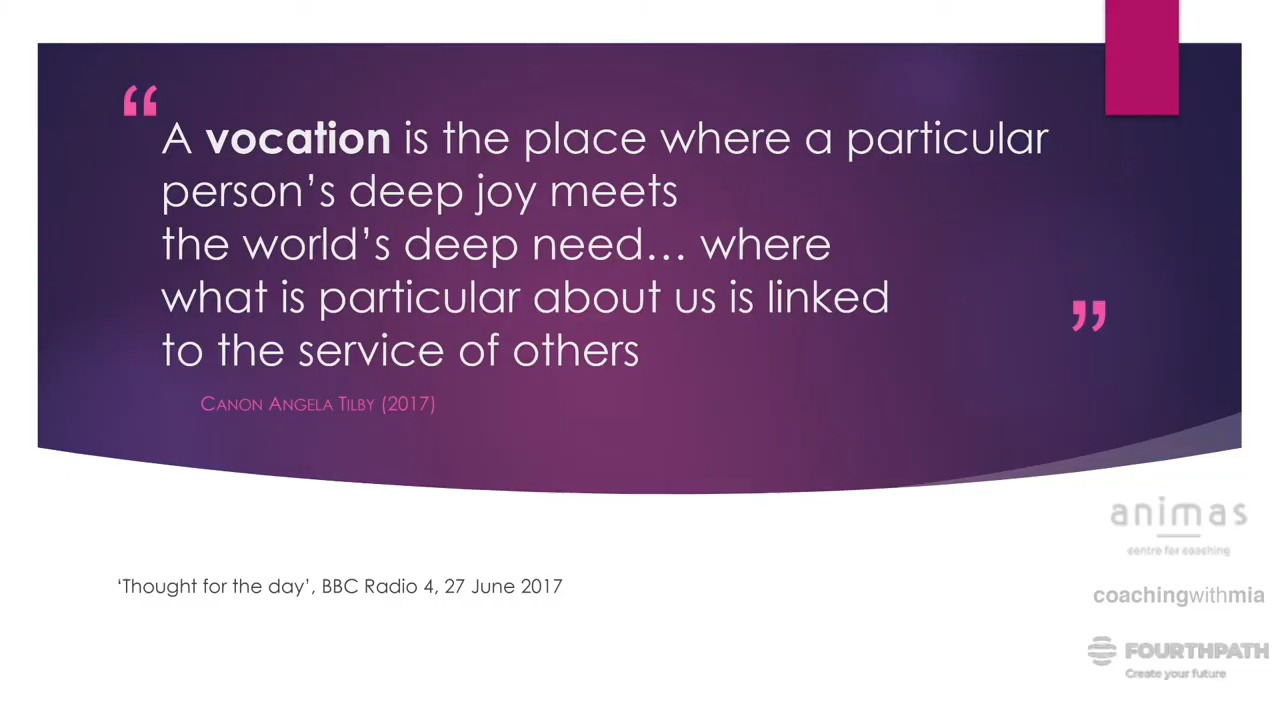 “
A vocation is the place where a particular
person’s deep joy meets
the world’s deep need… where
what is particular about us is linked
to the service of others
”
Canon Angela Tilby (2017)
‘Thought for the day’, BBC Radio 4, 27 June 2017
animas
centre for coaching
coachingwithmia
FOURTHPATH
Create your future